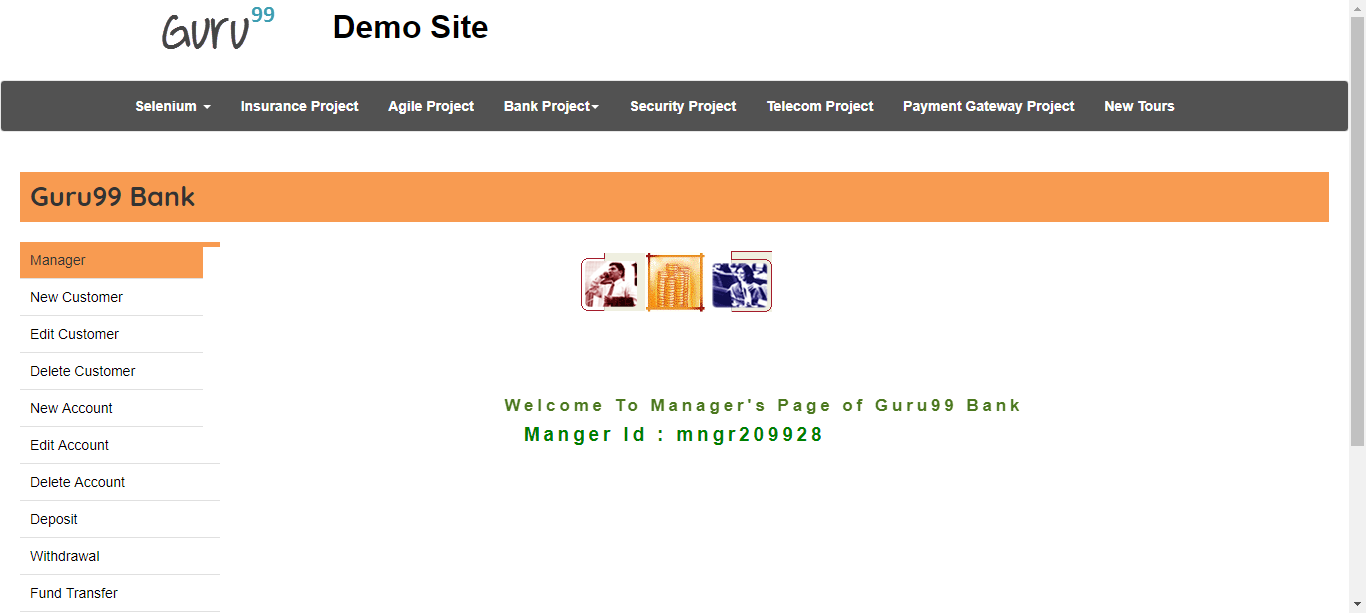 Guru99 Demo Site
Selenium Insurance Project Agile Project Bank Project Security Project Telecom Project Payment Gateway Project New Tours
Guru99 Bank
Manager
New Customer
Edit Customer
Delete Customer
New Account
Edit Account
Delete Account
Deposit
Withdrawal
Fund Transfer
Welcome To Manager's Page of Guru99 Bank
Manger Id : mngr209928